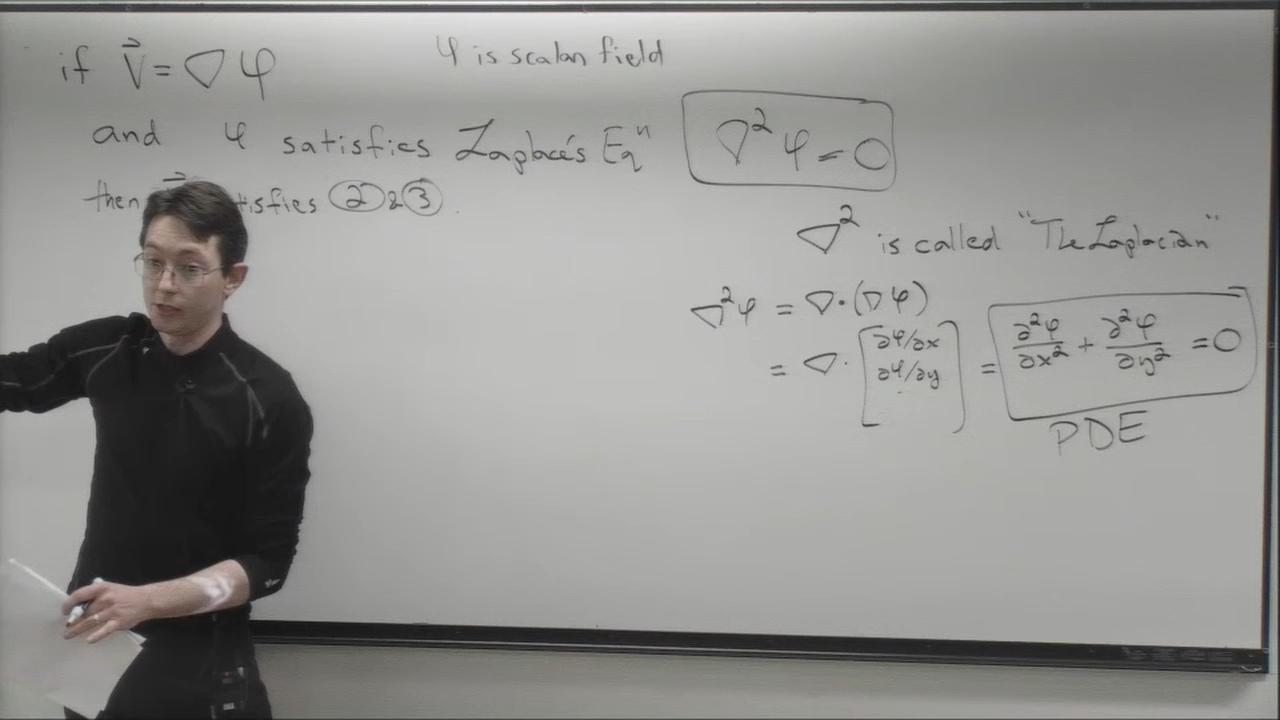 if V⃗ = ∇φ
φ is scalar field
and φ satisfies Laplace's Eqⁿ ∇²φ = 0
then tisfies ② & ③.
∇² is called "The Laplacian"
∇²φ = ∇·(∇φ)
= ∇· [∂φ/∂x ∂φ/∂y] = ∂²φ/∂x² + ∂²φ/∂y² = 0
PDE